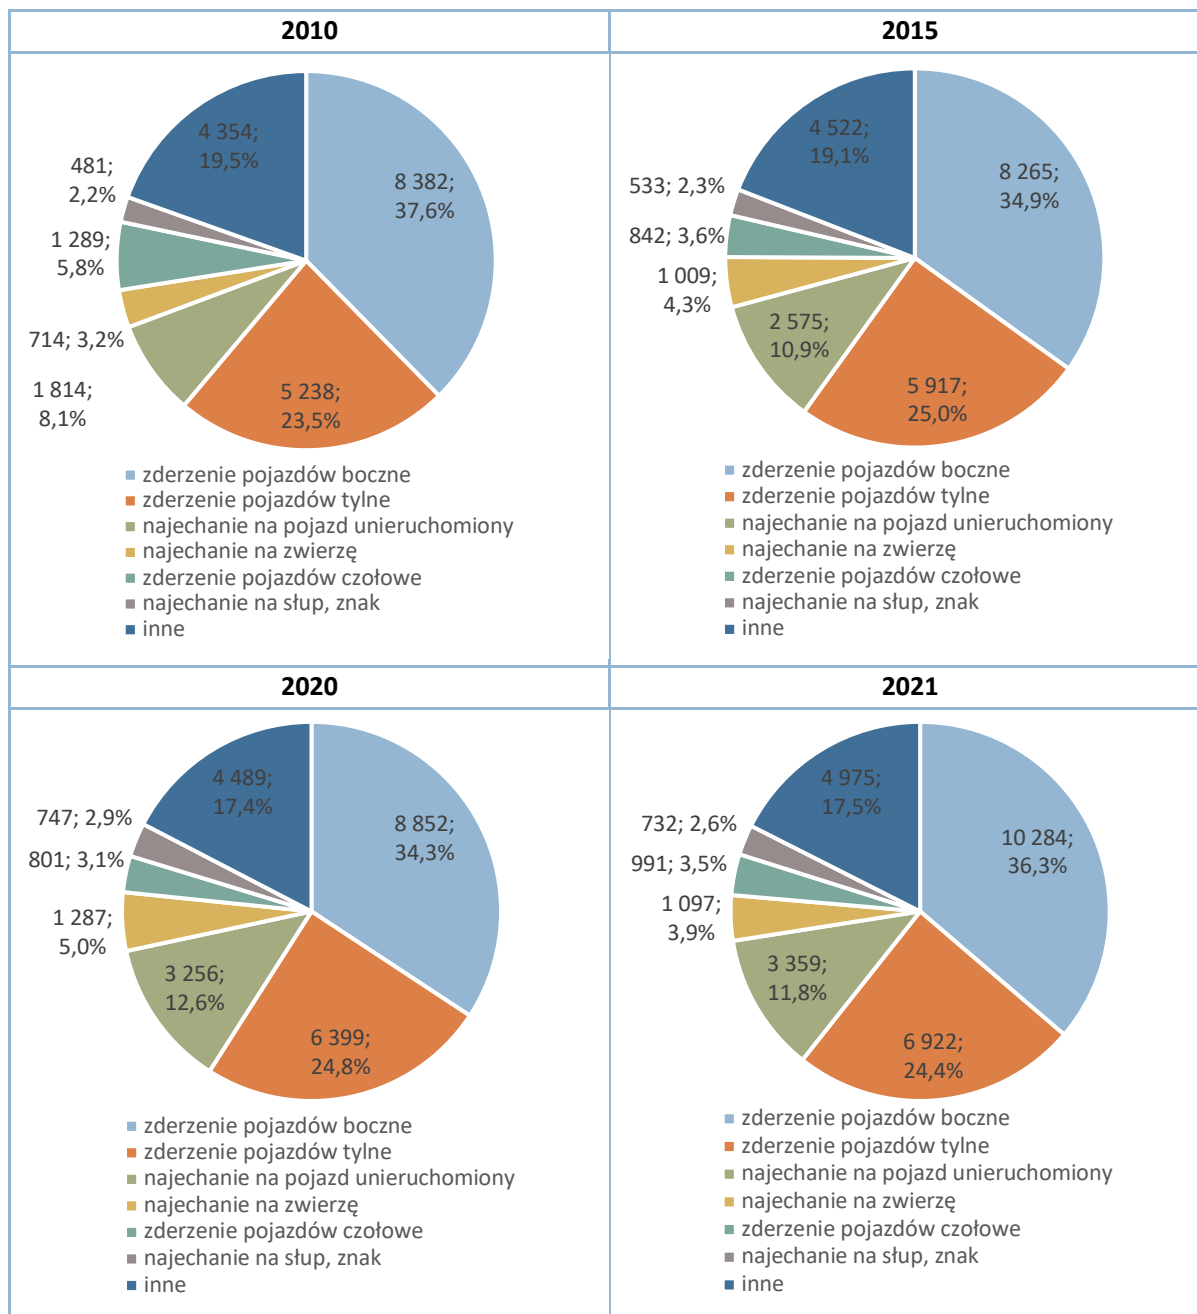 2010
4 354;
19,5%
8 382;
37,6%
481;
2,2%
1 289;
5,8%
714; 3,2%
1 814;
8,1%
5 238;
23,5%
zderzenie pojazdów boczne
zderzenie pojazdów tylne
najechanie na pojazd unieruchomiony
najechanie na zwierzę
zderzenie pojazdów czołowe
najechanie na słup, znak
inne
2015
4 522;
19,1%
8 265;
34,9%
533; 2,3%
842; 3,6%
1 009;
4,3%
2 575;
10,9%
5 917;
25,0%
zderzenie pojazdów boczne
zderzenie pojazdów tylne
najechanie na pojazd unieruchomiony
najechanie na zwierzę
zderzenie pojazdów czołowe
najechanie na słup, znak
inne
2020
4 489;
17,4%
8 852;
34,3%
747; 2,9%
801; 3,1%
1 287;
5,0%
3 256;
12,6%
6 399;
24,8%
zderzenie pojazdów boczne
zderzenie pojazdów tylne
najechanie na pojazd unieruchomiony
najechanie na zwierzę
zderzenie pojazdów czołowe
najechanie na słup, znak
inne
2021
4 975;
17,5%
10 284;
36,3%
732; 2,6%
991; 3,5%
1 097;
3,9%
3 359;
11,8%
6 922;
24,4%
zderzenie pojazdów boczne
zderzenie pojazdów tylne
najechanie na pojazd unieruchomiony
najechanie na zwierzę
zderzenie pojazdów czołowe
najechanie na słup, znak
inne